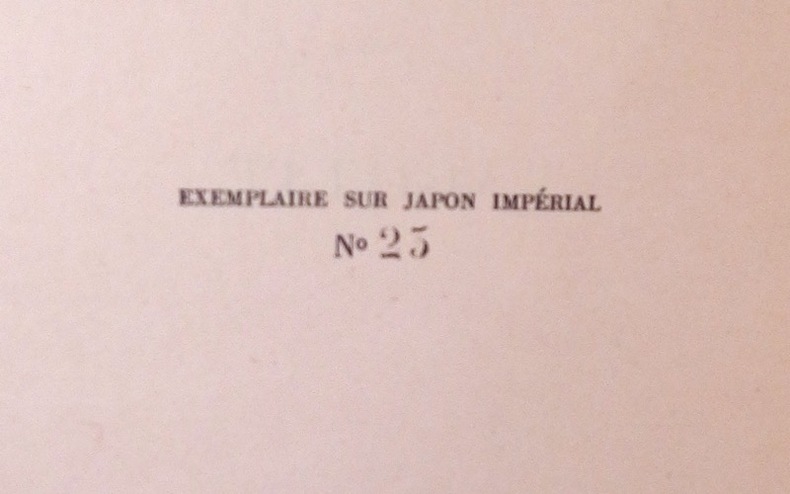 EXEMPLAIRE SUR JAPON IMPÉRIAL
Nº 25